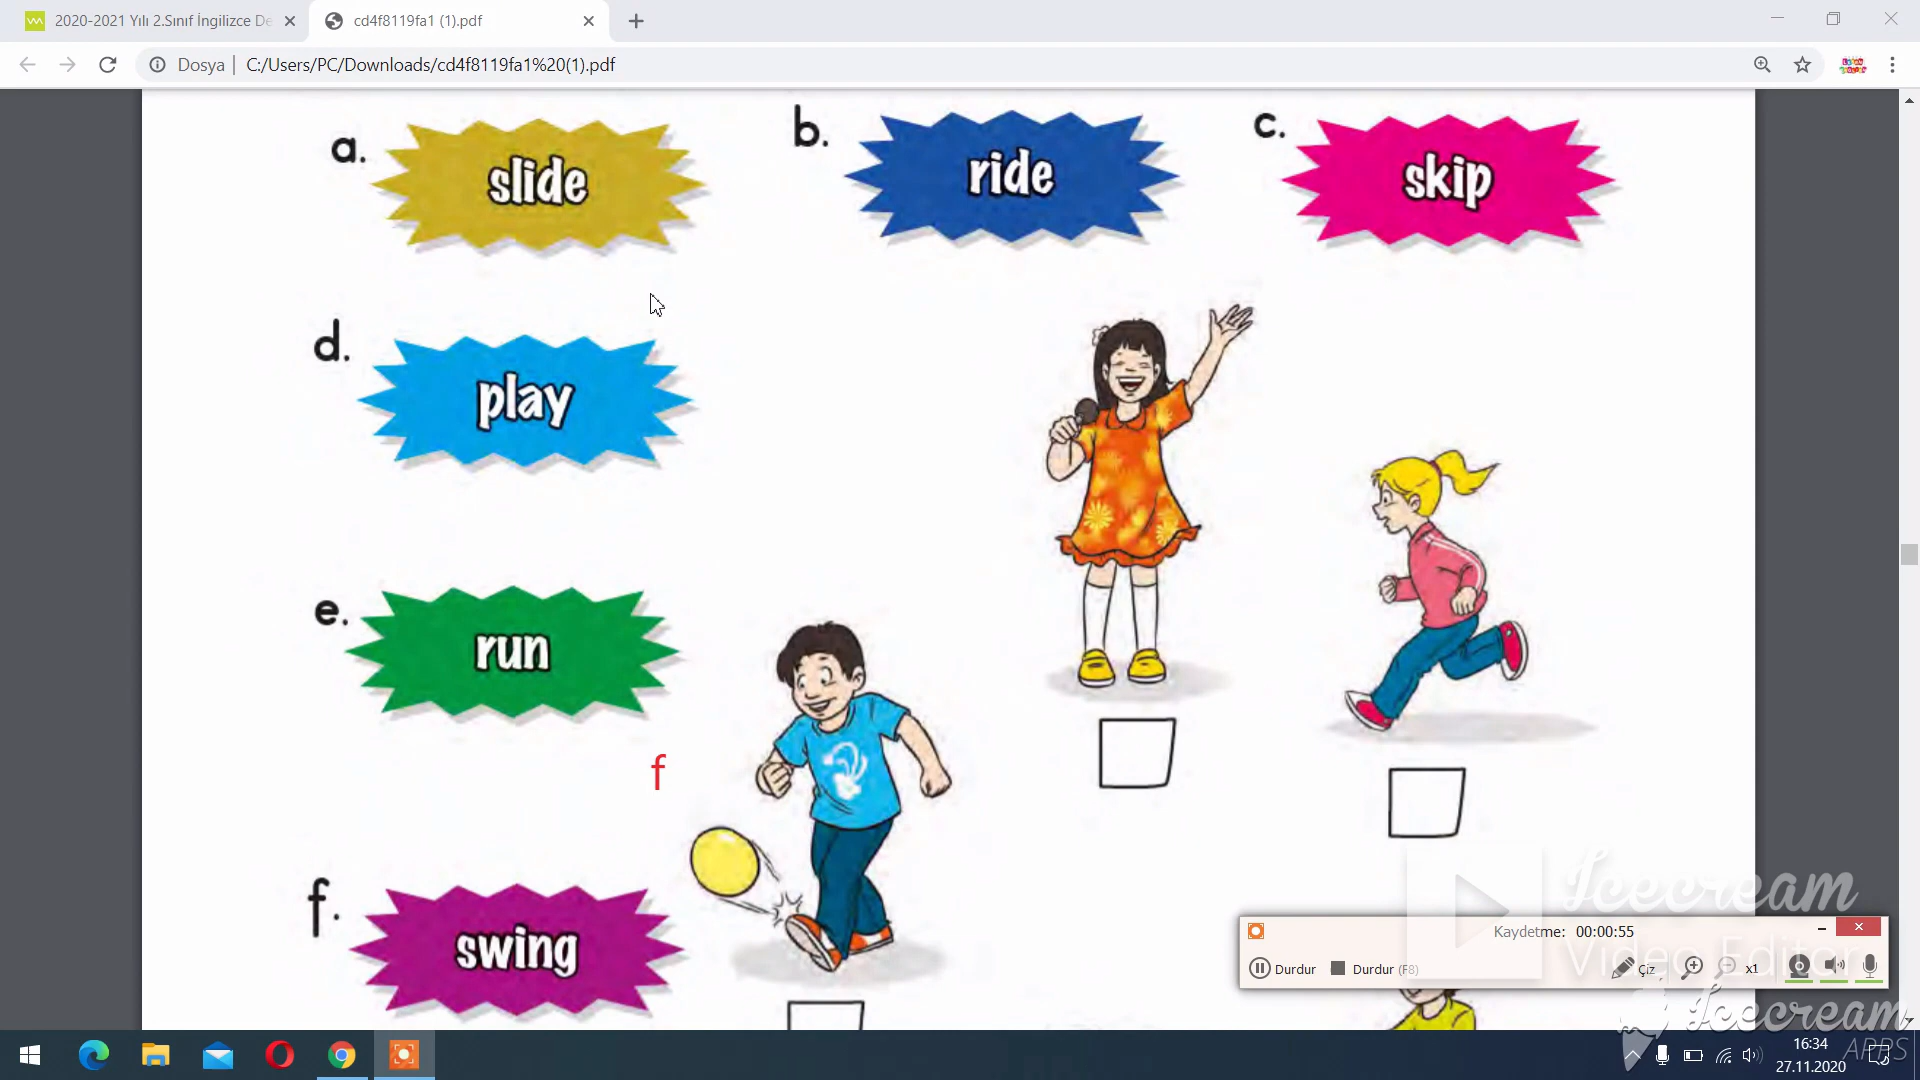 2020-2021 Yılı 2.Sınıf İngilizce De
cd4f8119fa1 (1).pdf
Dosya
C:/Users/PC/Downloads/cd4f8119fa1%20(1).pdf
a.
slide
b.
ride
c.
skip
d.
play
e.
run
f
f.
swing
Icecream
Video Editor
Kaydetme: 00:00:55
Durdur
Durdur (F8)
Çiz
x1
Icecream
APPS
16:34
27.11.2020